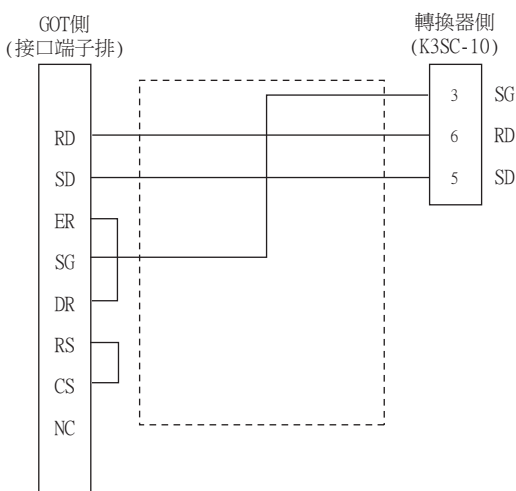 GOT側
(接口端子排)
轉換器側
(K3SC-10)
3 SG
RD 6 RD
SD 5 SD
ER
SG
DR
RS
CS
NC